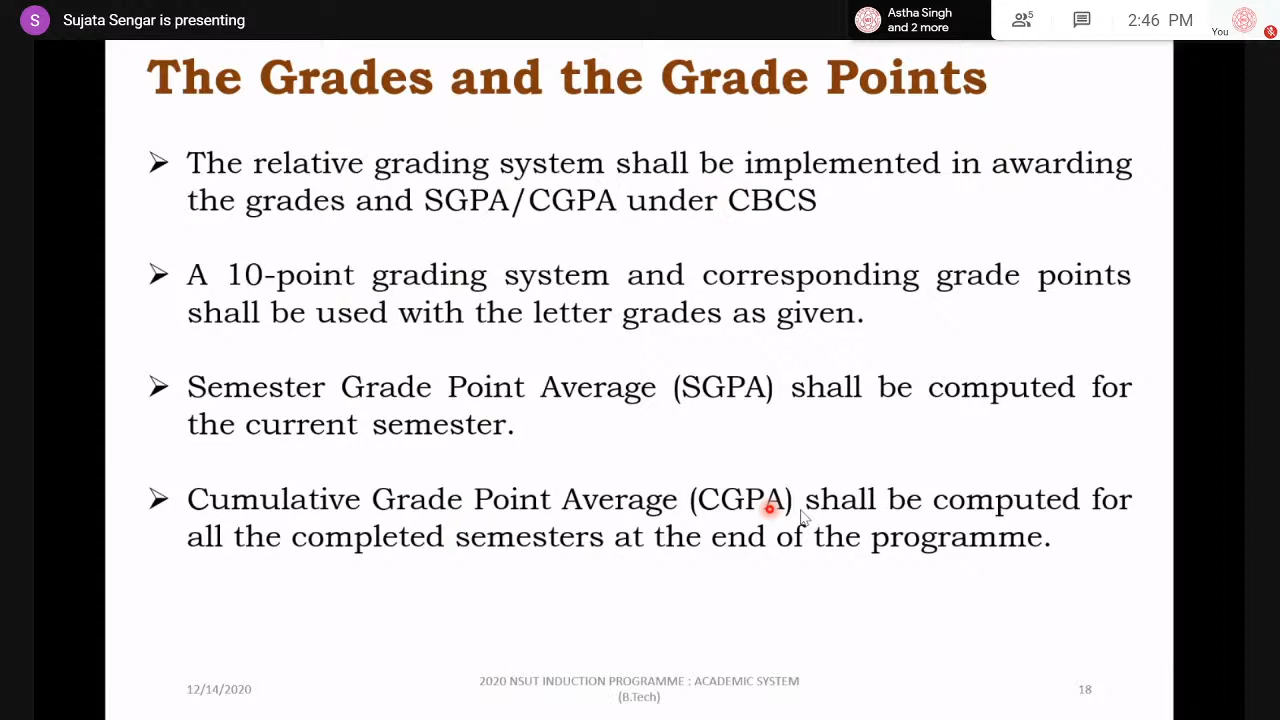 S
Sujata Sengar is presenting
Astha Singh
and 2 more
5
2:46 PM
You
The Grades and the Grade Points
➢ The relative grading system shall be implemented in awarding
the grades and SGPA/CGPA under CBCS
➢ A 10-point grading system and corresponding grade points
shall be used with the letter grades as given.
➢ Semester Grade Point Average (SGPA) shall be computed for
the current semester.
➢ Cumulative Grade Point Average (CGPA) shall be computed for
all the completed semesters at the end of the programme.
12/14/2020
2020 NSUT INDUCTION PROGRAMME : ACADEMIC SYSTEM
(B.Tech)
18